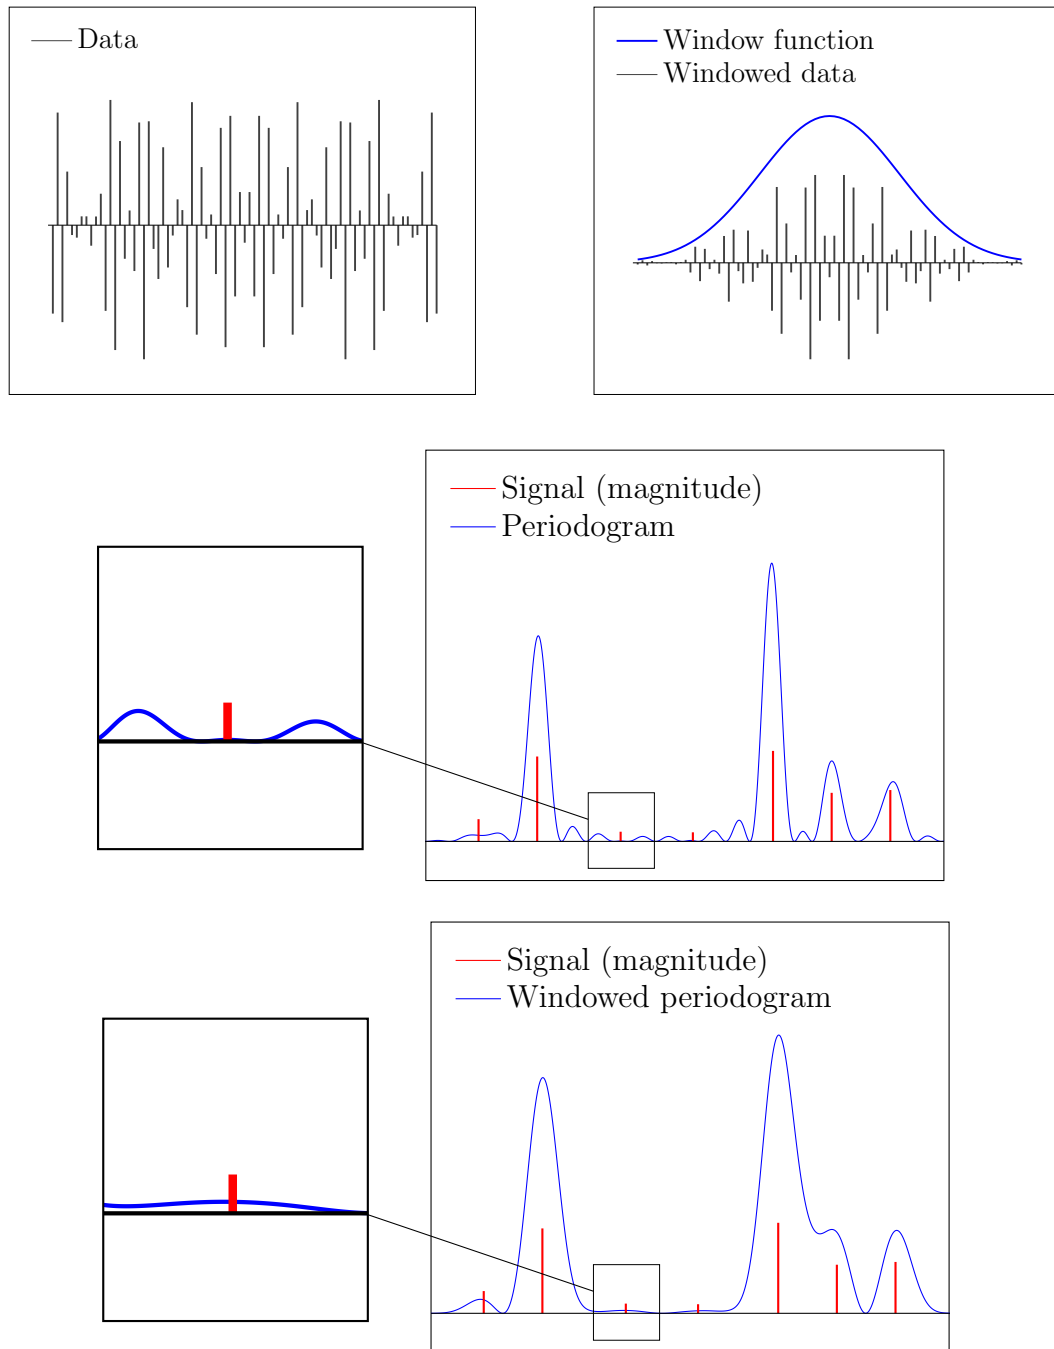 Data
Window function
Windowed data
Signal (magnitude)
Periodogram
Signal (magnitude)
Windowed periodogram